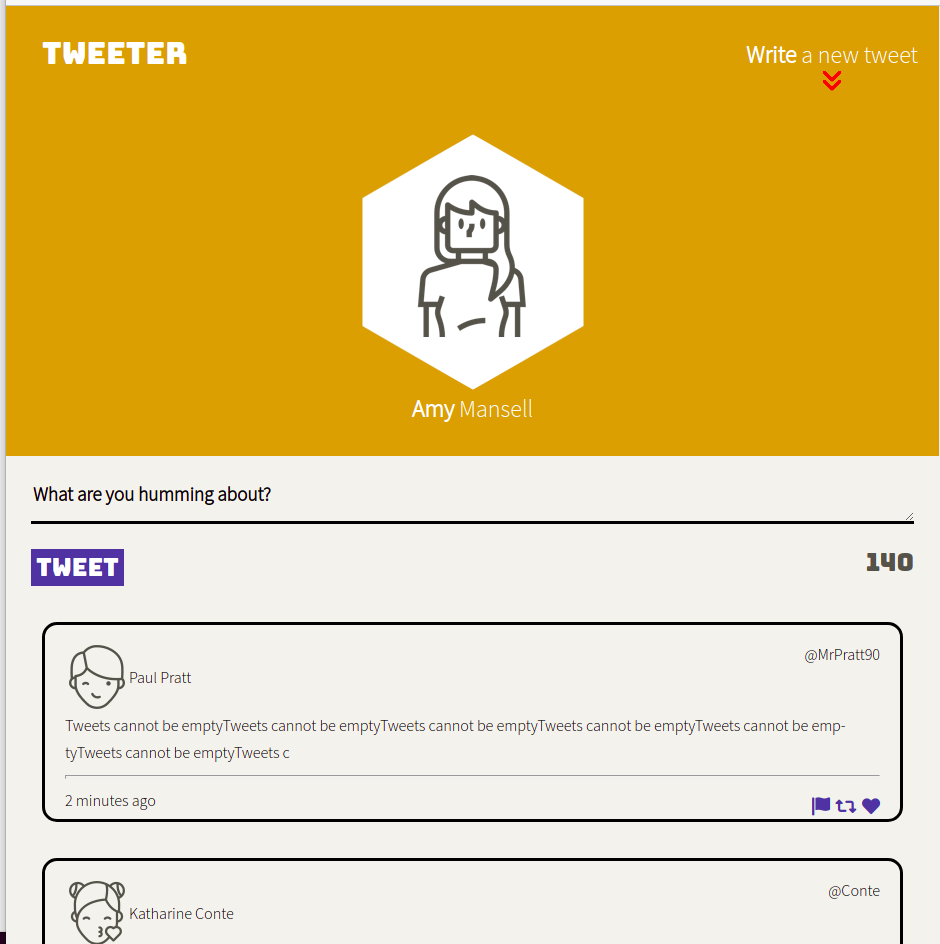 TWEETER
Write a new tweet
Amy Mansell
What are you humming about?
TWEET
140
@MrPratt90
Paul Pratt
Tweets cannot be emptyTweets cannot be emptyTweets cannot be emptyTweets cannot be emptyTweets cannot be emp-
tyTweets cannot be emptyTweets c
2 minutes ago
@Conte
Katharine Conte